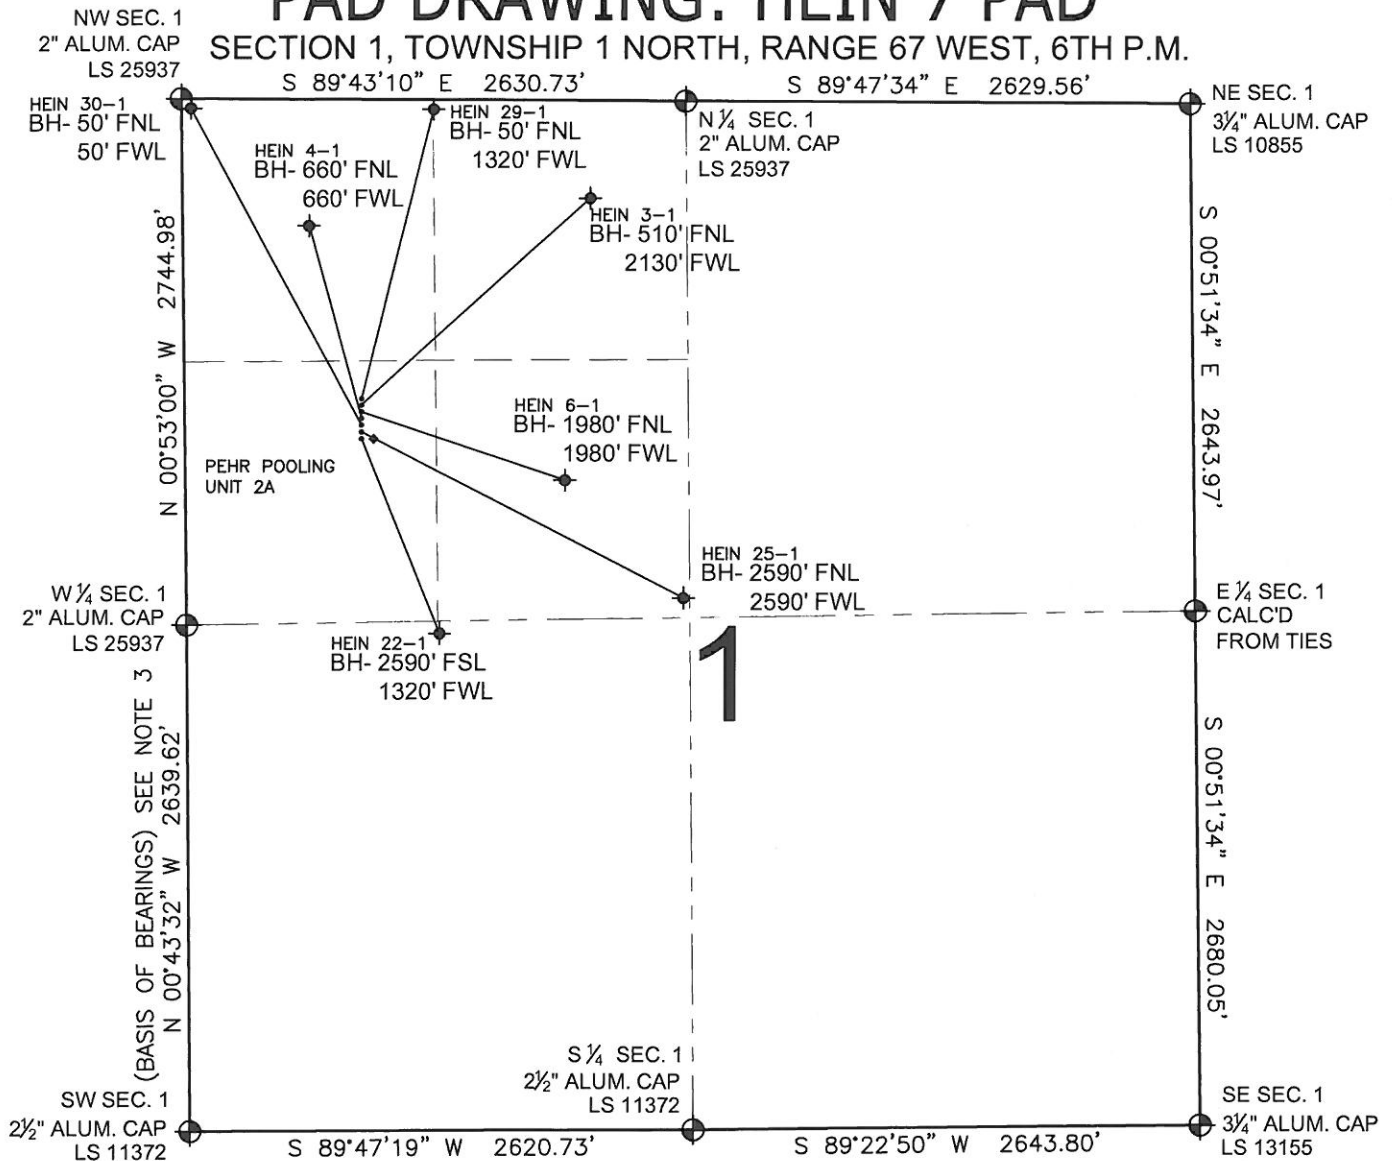 PAD DRAWING: HEIN 7 PAD
SECTION 1, TOWNSHIP 1 NORTH, RANGE 67 WEST, 6TH P.M.
NW SEC. 1
2" ALUM. CAP
LS 25937
S 89°43'10" E 2630.73'
S 89°47'34" E 2629.56'
NE SEC. 1
3¼" ALUM. CAP
LS 10855
HEIN 30-1
BH- 50' FNL
50' FWL
HEIN 29-1
BH- 50' FNL
1320' FWL
N ¼ SEC. 1
2" ALUM. CAP
LS 25937
HEIN 4-1
BH- 660' FNL
660' FWL
HEIN 3-1
BH- 510' FNL
2130' FWL
N 00°53'00" W 2744.98'
S 00°51'34" E 2643.97'
HEIN 6-1
BH- 1980' FNL
1980' FWL
PEHR POOLING
UNIT 2A
HEIN 25-1
BH- 2590' FNL
2590' FWL
W ¼ SEC. 1
2" ALUM. CAP
LS 25937
E ¼ SEC. 1
CALC'D
FROM TIES
HEIN 22-1
BH- 2590' FSL
1320' FWL
1
(BASIS OF BEARINGS) SEE NOTE 3
N 00°43'32" W 2639.62'
S 00°51'34" E 2680.05'
S ¼ SEC. 1
2½" ALUM. CAP
LS 11372
SW SEC. 1
2½" ALUM. CAP
LS 11372
S 89°47'19" W 2620.73'
S 89°22'50" W 2643.80'
SE SEC. 1
3¼" ALUM. CAP
LS 13155